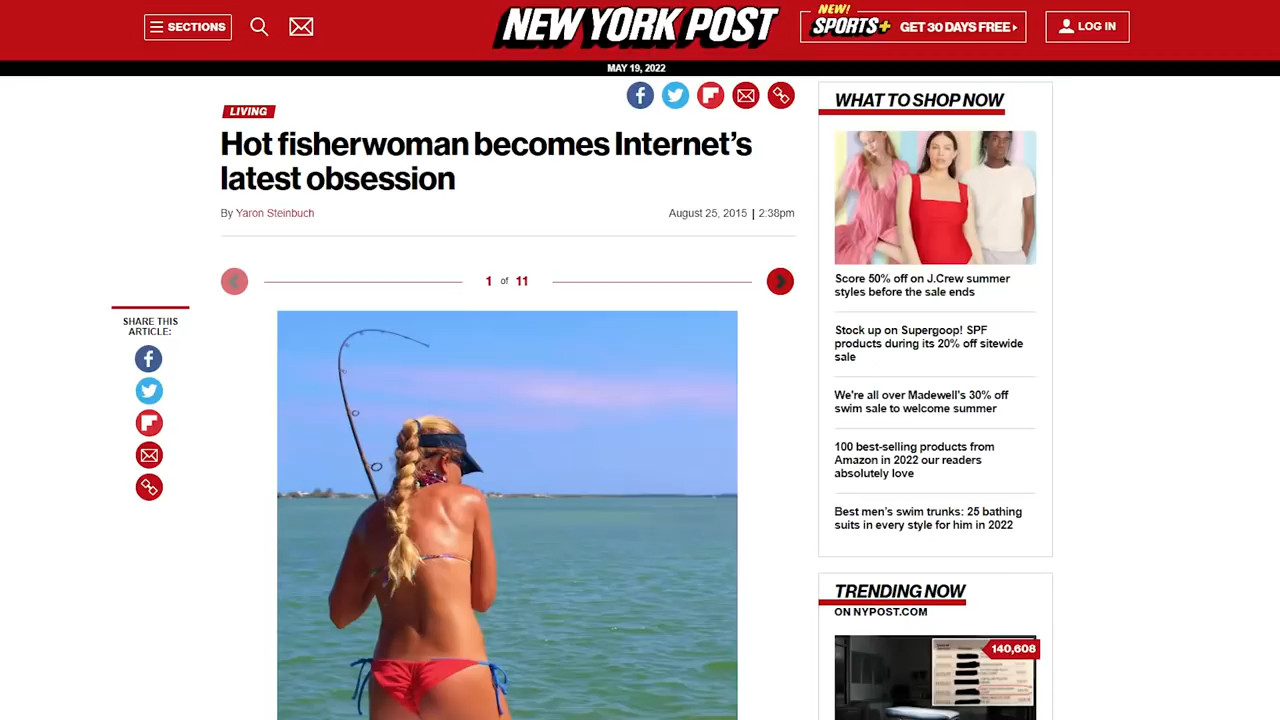 SECTIONS
NEW YORK POST
NEW!
SPORTS+
GET 30 DAYS FREE
LOG IN
MAY 19, 2022
LIVING
Hot fisherwoman becomes Internet's
latest obsession
By Yaron Steinbuch
August 25, 2015 | 2:38pm
1 of 11
SHARE THIS
ARTICLE:
WHAT TO SHOP NOW
Score 50% off on J.Crew summer
styles before the sale ends
Stock up on Supergoop! SPF
products during its 20% off sitewide
sale
We're all over Madewell's 30% off
swim sale to welcome summer
100 best-selling products from
Amazon in 2022 our readers
absolutely love
Best men's swim trunks: 25 bathing
suits in every style for him in 2022
TRENDING NOW
ON NYPOST.COM
140,608